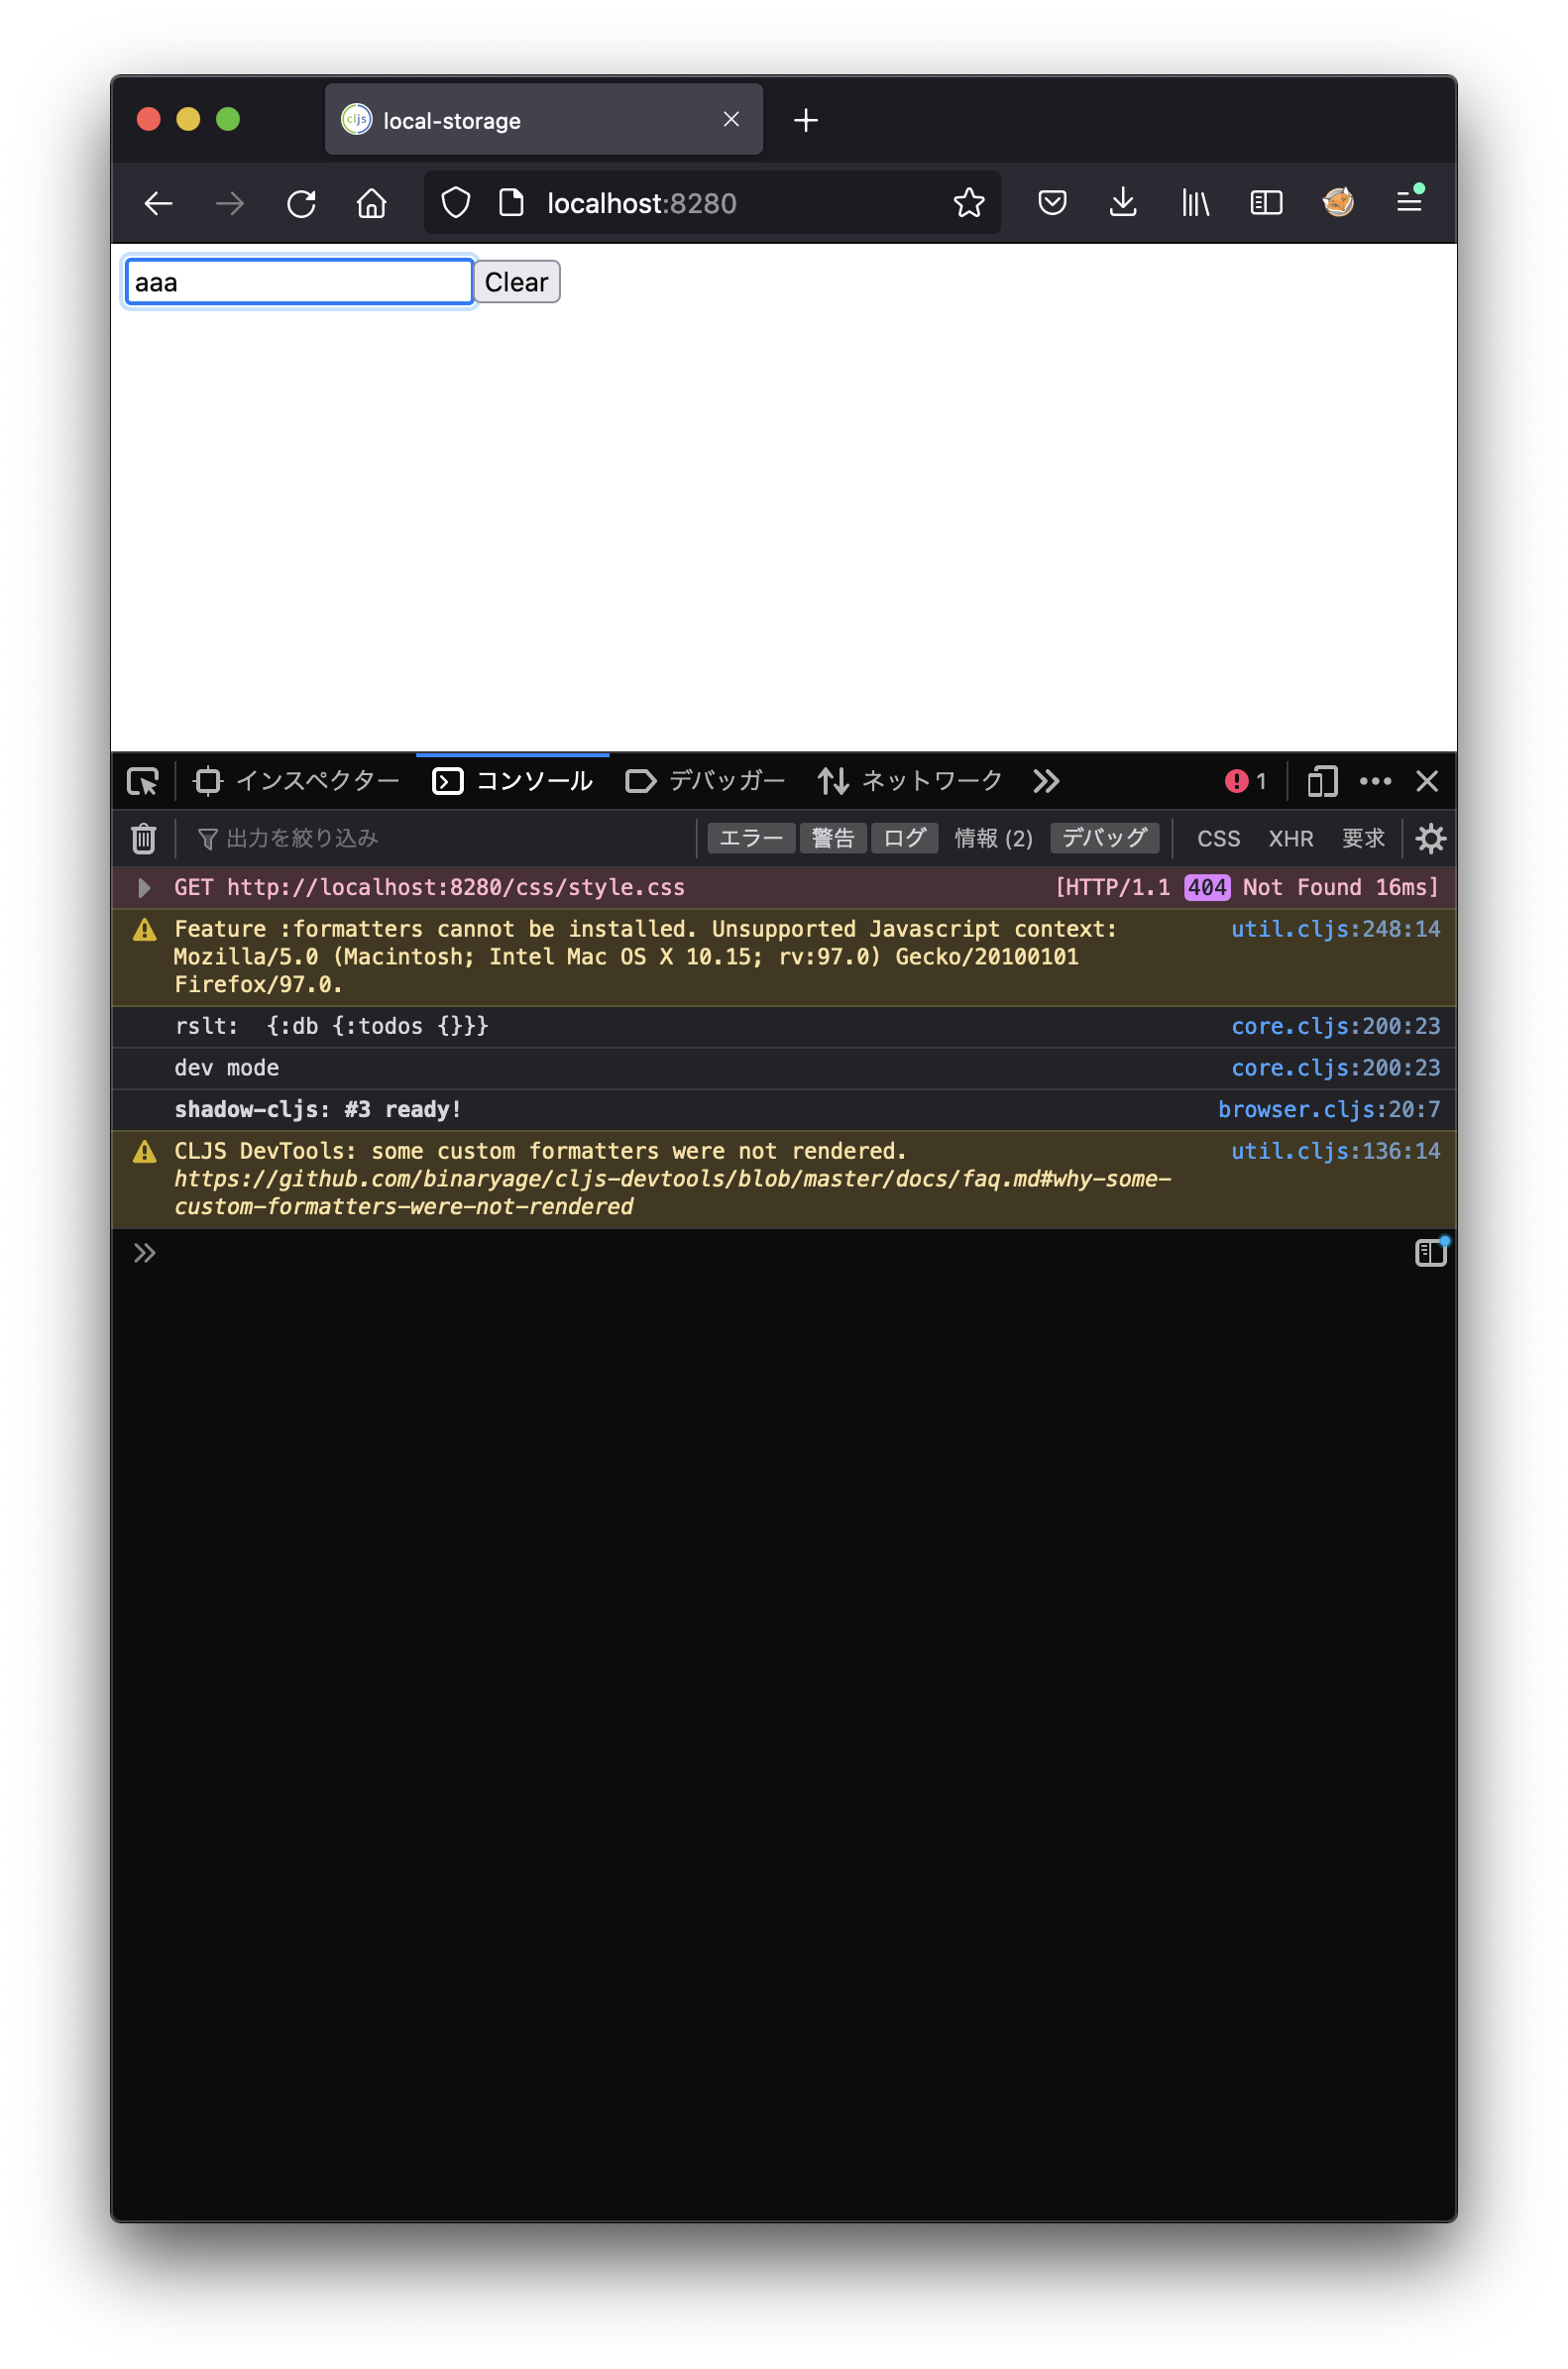 cljs local-storage
localhost:8280
aaa Clear
インスペクター コンソール デバッガー ネットワーク 1
出力を絞り込み エラー 警告 ログ 情報 (2) デバッグ CSS XHR 要求
GET http://localhost:8280/css/style.css [HTTP/1.1 404 Not Found 16ms]
Feature :formatters cannot be installed. Unsupported Javascript context: util.cljs:248:14
Mozilla/5.0 (Macintosh; Intel Mac OS X 10.15; rv:97.0) Gecko/20100101
Firefox/97.0.
rslt:  {:db {:todos {}}} core.cljs:200:23
dev mode core.cljs:200:23
shadow-cljs: #3 ready! browser.cljs:20:7
CLJS DevTools: some custom formatters were not rendered. util.cljs:136:14
https://github.com/binaryage/cljs-devtools/blob/master/docs/faq.md#why-some-
custom-formatters-were-not-rendered